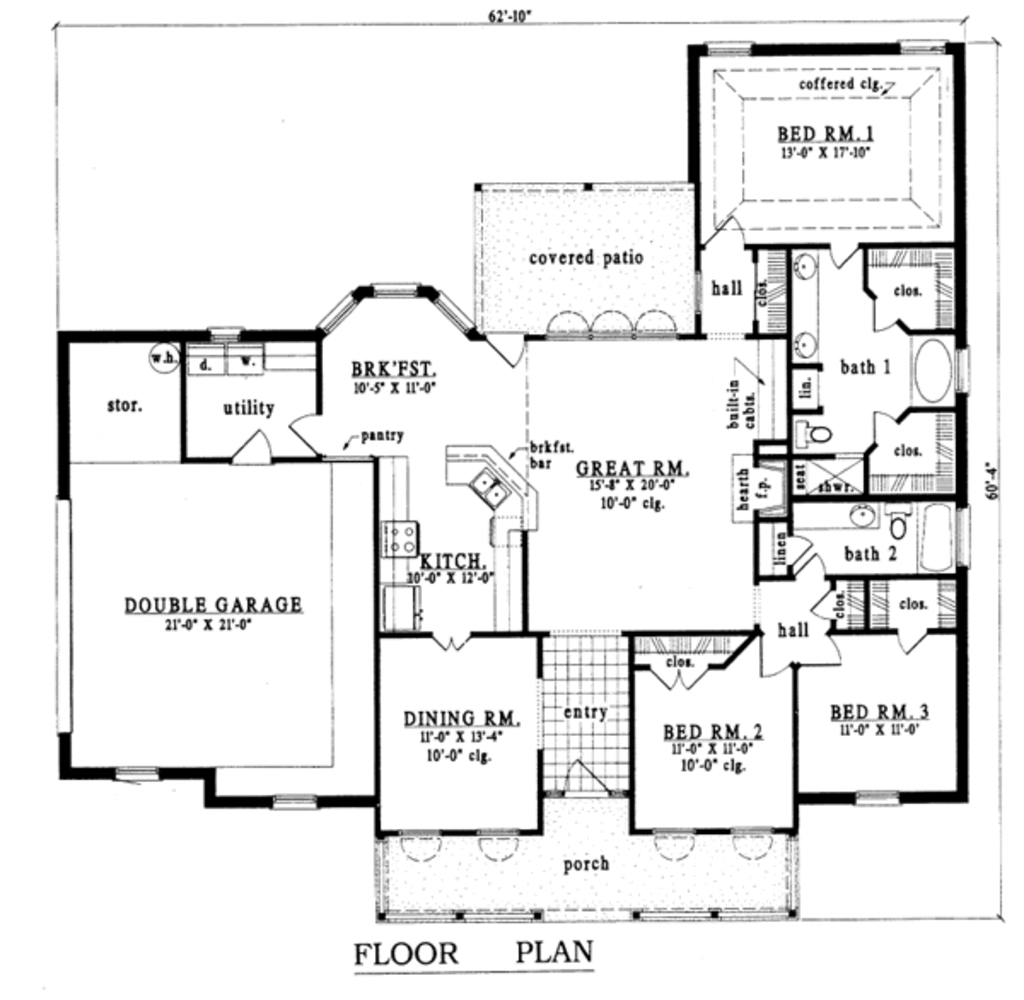 62'-10"
coffered clg.
BED RM. 1
13'-0" X 17'-10"
covered patio
hall
clos.
clos.
w.h.
d.
w.
BRK'FST.
10'-5" X 11'-0"
bath 1
lin.
built-in
cabts.
stor.
utility
pantry
brkfst.
bar
clos.
GREAT RM.
15'-8" X 20'-0"
10'-0" clg.
hearth
f.p.
seat
shwr.
60'-4"
linen
bath 2
KITCH.
10'-0" X 12'-0"
DOUBLE GARAGE
21'-0" X 21'-0"
clos.
clos.
hall
clos.
entry
DINING RM.
11'-0" X 13'-4"
10'-0" clg.
BED RM. 2
11'-0" X 11'-0"
10'-0" clg.
BED RM. 3
11'-0" X 11'-0'
porch
FLOOR PLAN